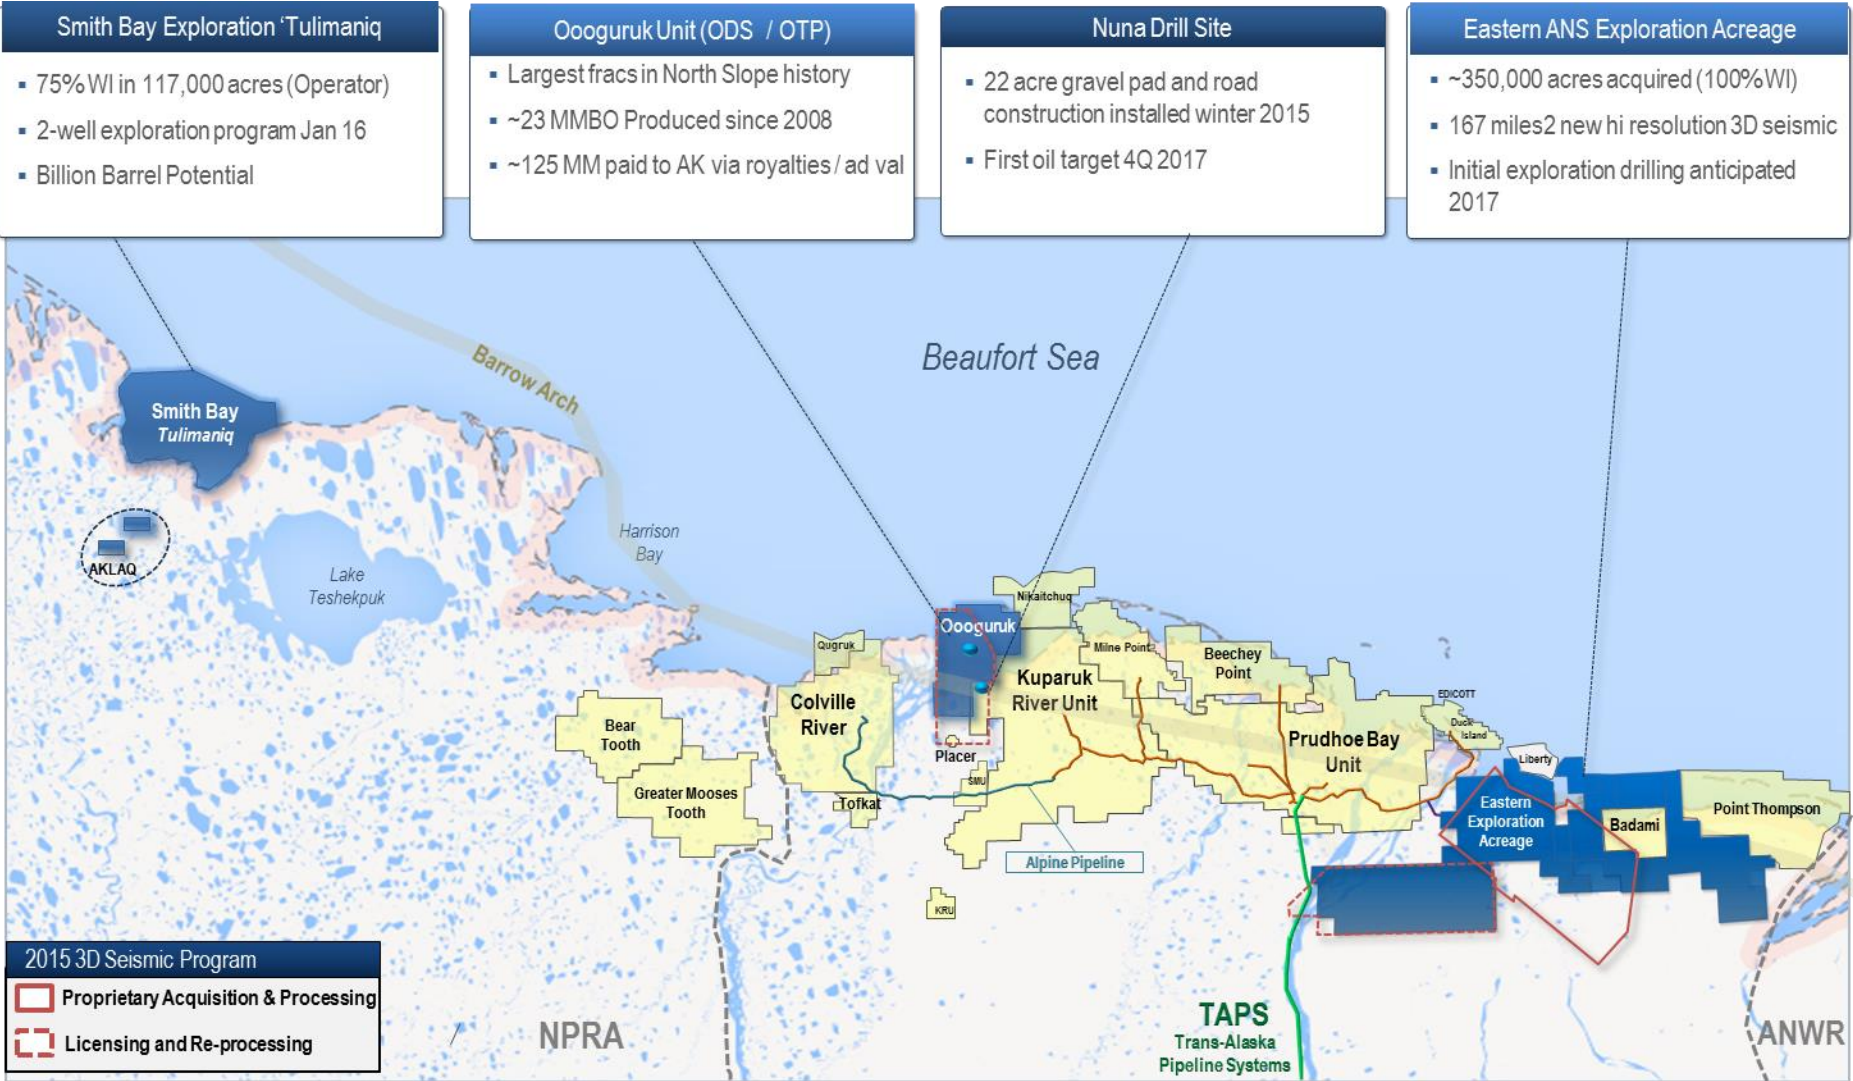 Smith Bay Exploration 'Tulimaniq
▪ 75% WI in 117,000 acres (Operator)
▪ 2-well exploration program Jan 16
▪ Billion Barrel Potential
Oooguruk Unit (ODS / OTP)
▪ Largest fracs in North Slope history
▪ ~23 MMBO Produced since 2008
▪ ~125 MM paid to AK via royalties / ad val
Nuna Drill Site
▪ 22 acre gravel pad and road
construction installed winter 2015
▪ First oil target 4Q 2017
Eastern ANS Exploration Acreage
▪ ~350,000 acres acquired (100% WI)
▪ 167 miles2 new hi resolution 3D seismic
▪ Initial exploration drilling anticipated
2017
Beaufort Sea
Barrow Arch
Smith Bay
Tulimaniq
AKLAQ
Lake
Teshekpuk
Harrison
Bay
Nikaitchuq
Oooguruk
Qugruk
Milne Point
Beechey
Point
Kuparuk
River Unit
Colville
River
EDICOTT
Duck
Island
Bear
Tooth
Prudhoe Bay
Unit
Placer
Liberty
SMU
Greater Mooses
Tooth
Tofkat
Eastern
Exploration
Acreage
Badami
Point Thompson
Alpine Pipeline
KRU
2015 3D Seismic Program
Proprietary Acquisition & Processing
Licensing and Re-processing
NPRA
TAPS
Trans-Alaska
Pipeline Systems
ANWR